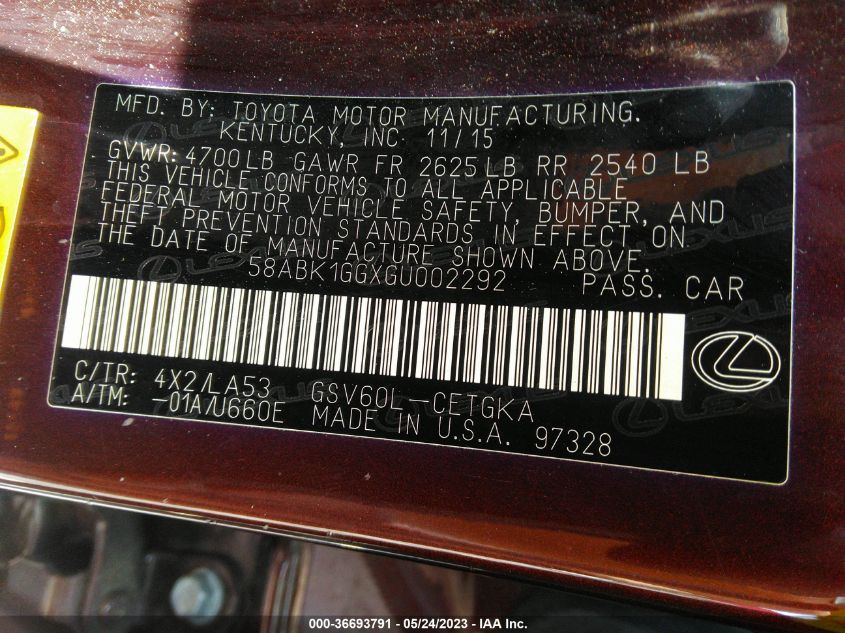 MFD. BY: TOYOTA MOTOR MANUFACTURING.
KENTUCKY, INC 11/15
GVWR: 4700 LB GAWR FR 2625 LB RR 2540 LB
THIS VEHICLE CONFORMS TO ALL APPLICABLE
FEDERAL MOTOR VEHICLE SAFETY, BUMPER, AND
THEFT PREVENTION STANDARDS IN EFFECT ON
THE DATE OF MANUFACTURE SHOWN ABOVE.
58ABK1GGXGU002292 PASS. CAR
C/TR: 4X2/LA53 GSV60L-CETGKA
A/TM: -01A/U660E MADE IN U.S.A. 97328
000-36693791 - 05/24/2023 - IAA Inc.